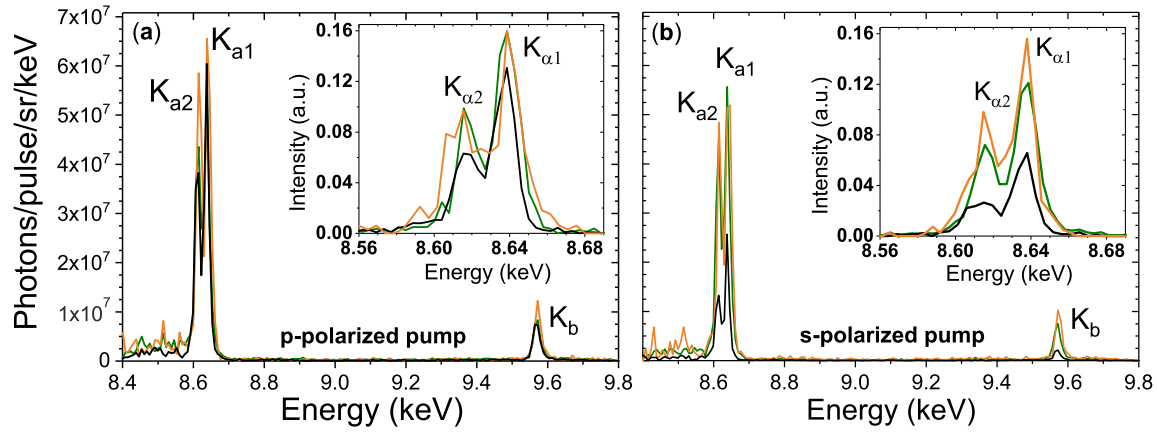 Photons/pulse/sr/keV
7x10⁷
6x10⁷
5x10⁷
4x10⁷
3x10⁷
2x10⁷
1x10⁷
0
(a)
Ka1
Ka2
Kb
p-polarized pump
8.4 8.6 8.8 9.0 9.2 9.4 9.6 9.8
Energy (keV)
Intensity (a.u.)
0.16
0.12
0.08
0.04
0.00
Kα1
Kα2
8.56 8.60 8.64 8.68
Energy (keV)
(b)
Ka1
Ka2
Kb
s-polarized pump
8.6 8.8 9.0 9.2 9.4 9.6 9.8
Energy (keV)
Intensity (a.u.)
0.16
0.12
0.08
0.04
0.00
Kα1
Kα2
8.56 8.60 8.64 8.68
Energy (keV)